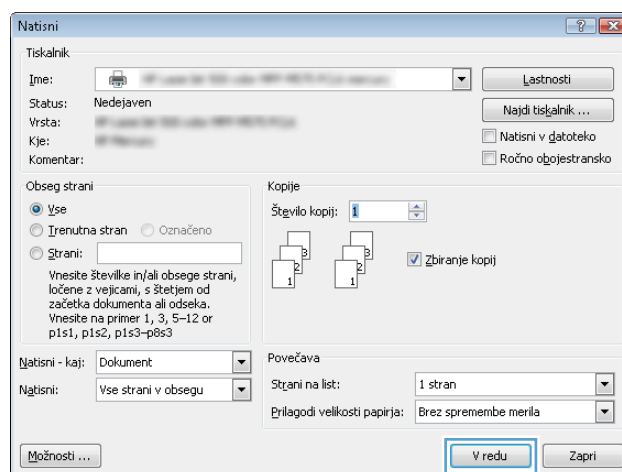 Natisni
Tiskalnik
Ime:
Lastnosti
Status: Nedejaven
Najdi tiskalnik ...
Vrsta:
Natisni v datoteko
Kje:
Ročno obojestransko
Komentar:
Obseg strani
Vse
Trenutna stran Označeno
Strani:
Vnesite številke in/ali obsege strani,
ločene z vejicami, s štetjem od
začetka dokumenta ali odseka.
Vnesite na primer 1, 3, 5–12 or
p1s1, p1s2, p1s3–p8s3
Kopije
Število kopij: 1
3 3
2 2
1 1
Zbiranje kopij
Natisni - kaj: Dokument
Natisni: Vse strani v obsegu
Povečava
Strani na list: 1 stran
Prilagodi velikosti papirja: Brez spremembe merila
Možnosti ...
V redu
Zapri